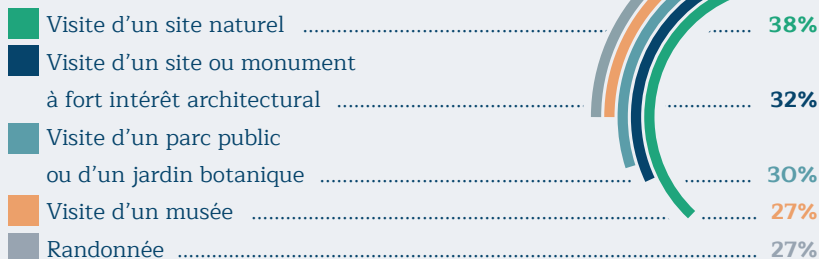 Visite d’un site naturel .......... 38%
Visite d’un site ou monument
à fort intérêt architectural .......... 32%
Visite d’un parc public
ou d’un jardin botanique .......... 30%
Visite d’un musée .......... 27%
Randonnée .......... 27%